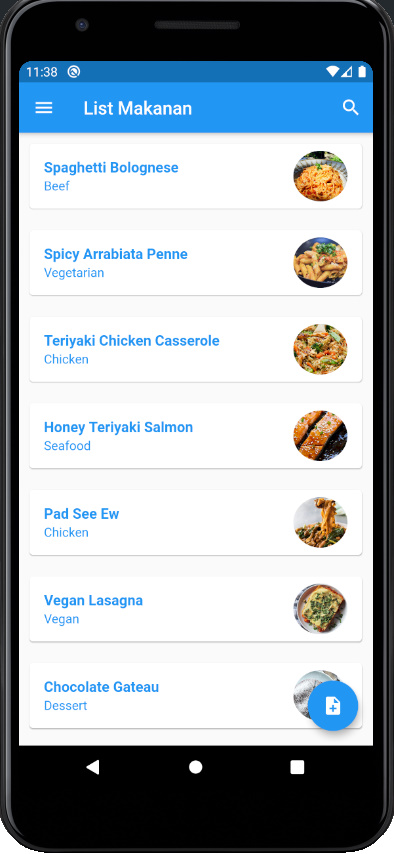 11:38
List Makanan
Spaghetti Bolognese
Beef
Spicy Arrabiata Penne
Vegetarian
Teriyaki Chicken Casserole
Chicken
Honey Teriyaki Salmon
Seafood
Pad See Ew
Chicken
Vegan Lasagna
Vegan
Chocolate Gateau
Dessert